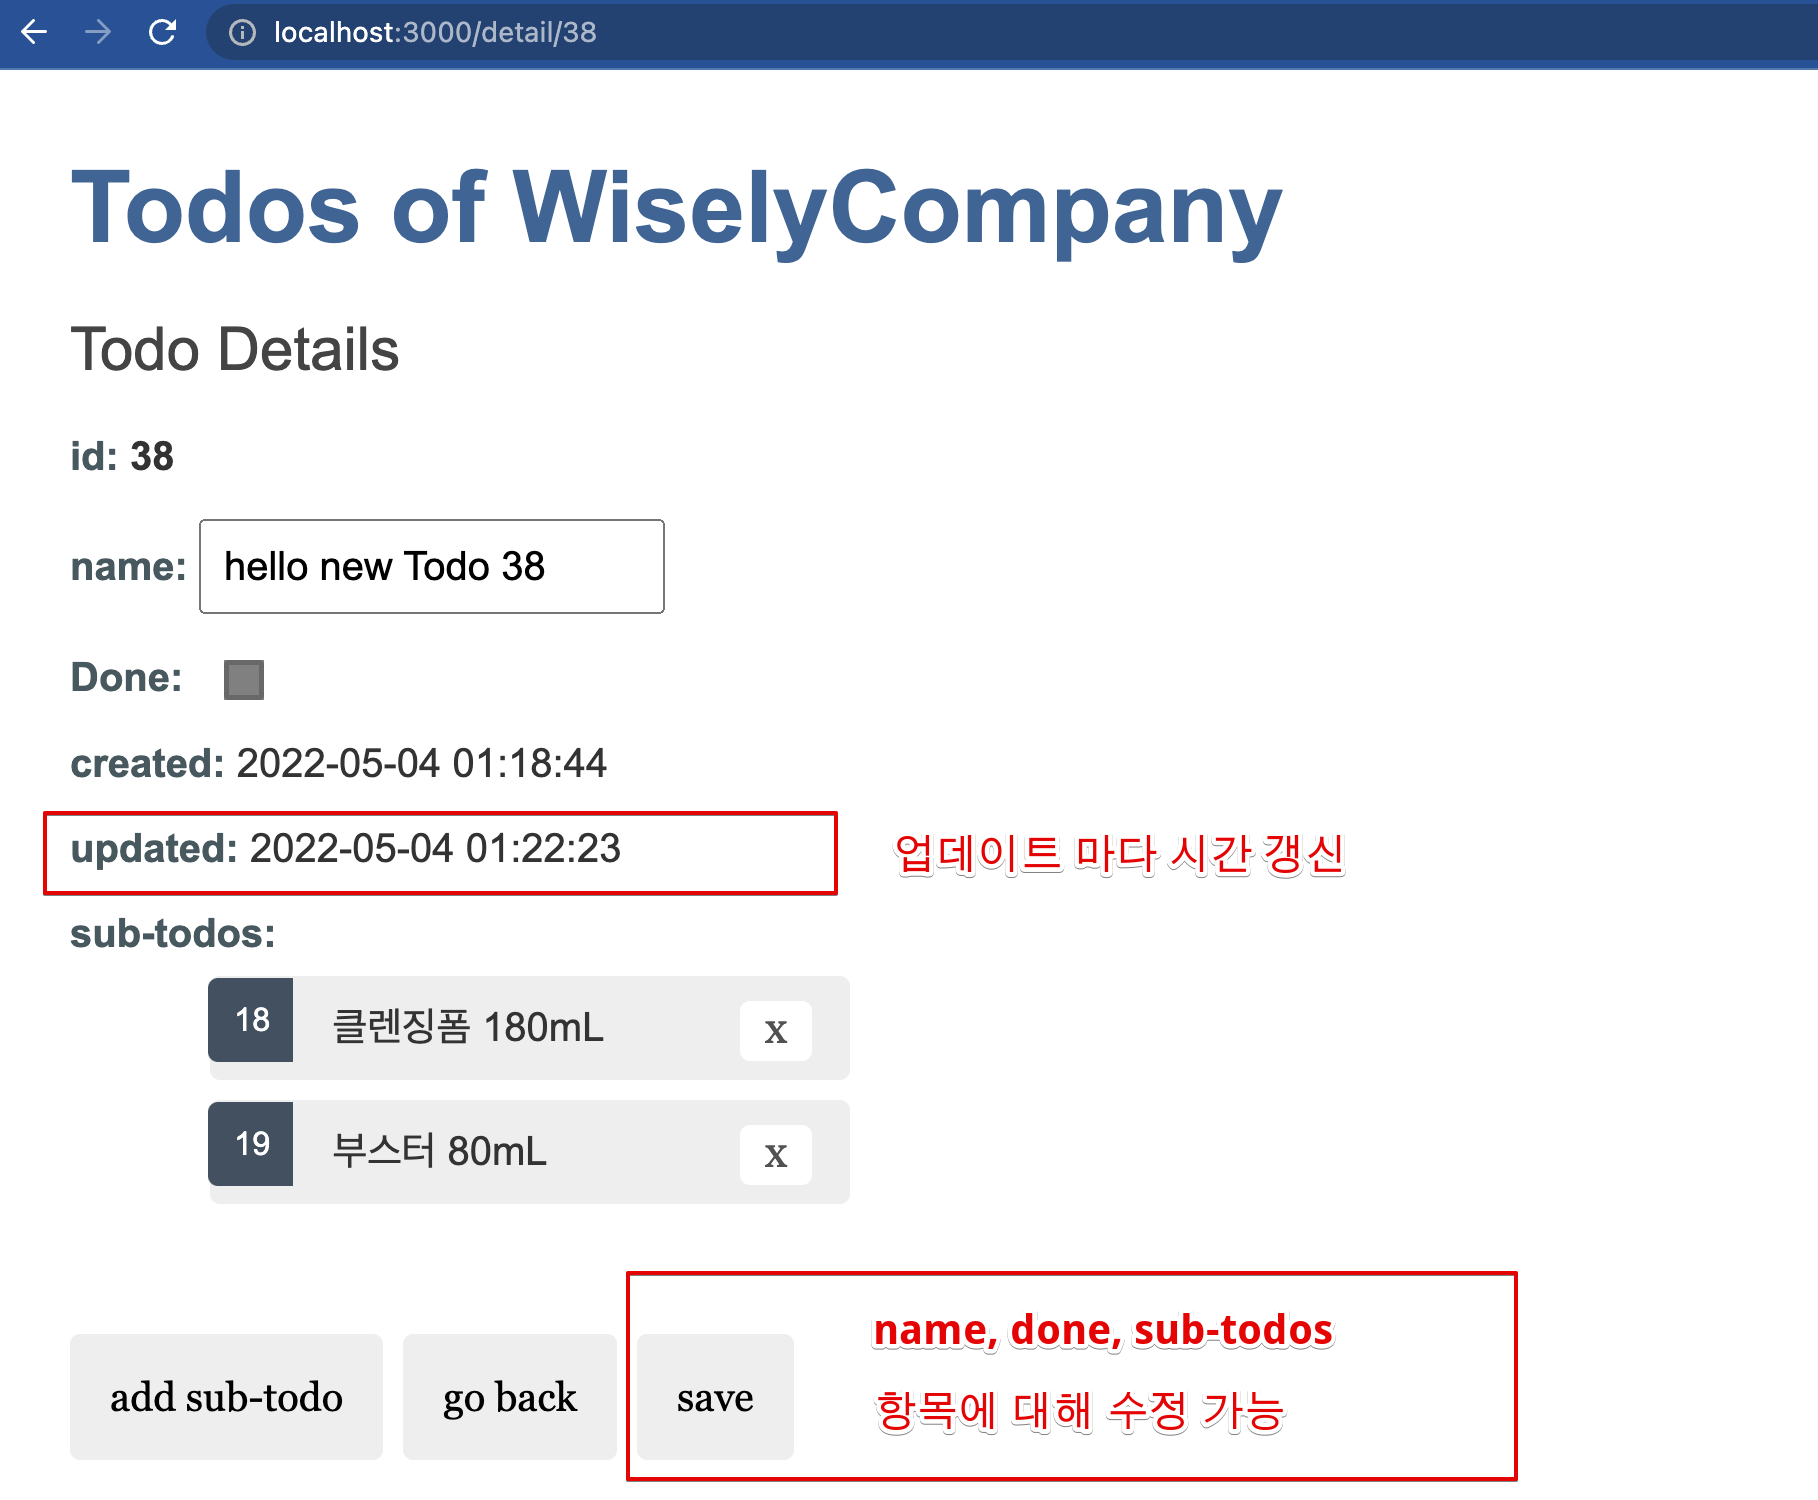 localhost:3000/detail/38
Todos of WiselyCompany
Todo Details
id: 38
name: hello new Todo 38
Done:
created: 2022-05-04 01:18:44
updated: 2022-05-04 01:22:23 업데이트 마다 시간 갱신
sub-todos:
18 클렌징폼 180mL x
19 부스터 80mL x
name, done, sub-todos
항목에 대해 수정 가능
add sub-todo go back save